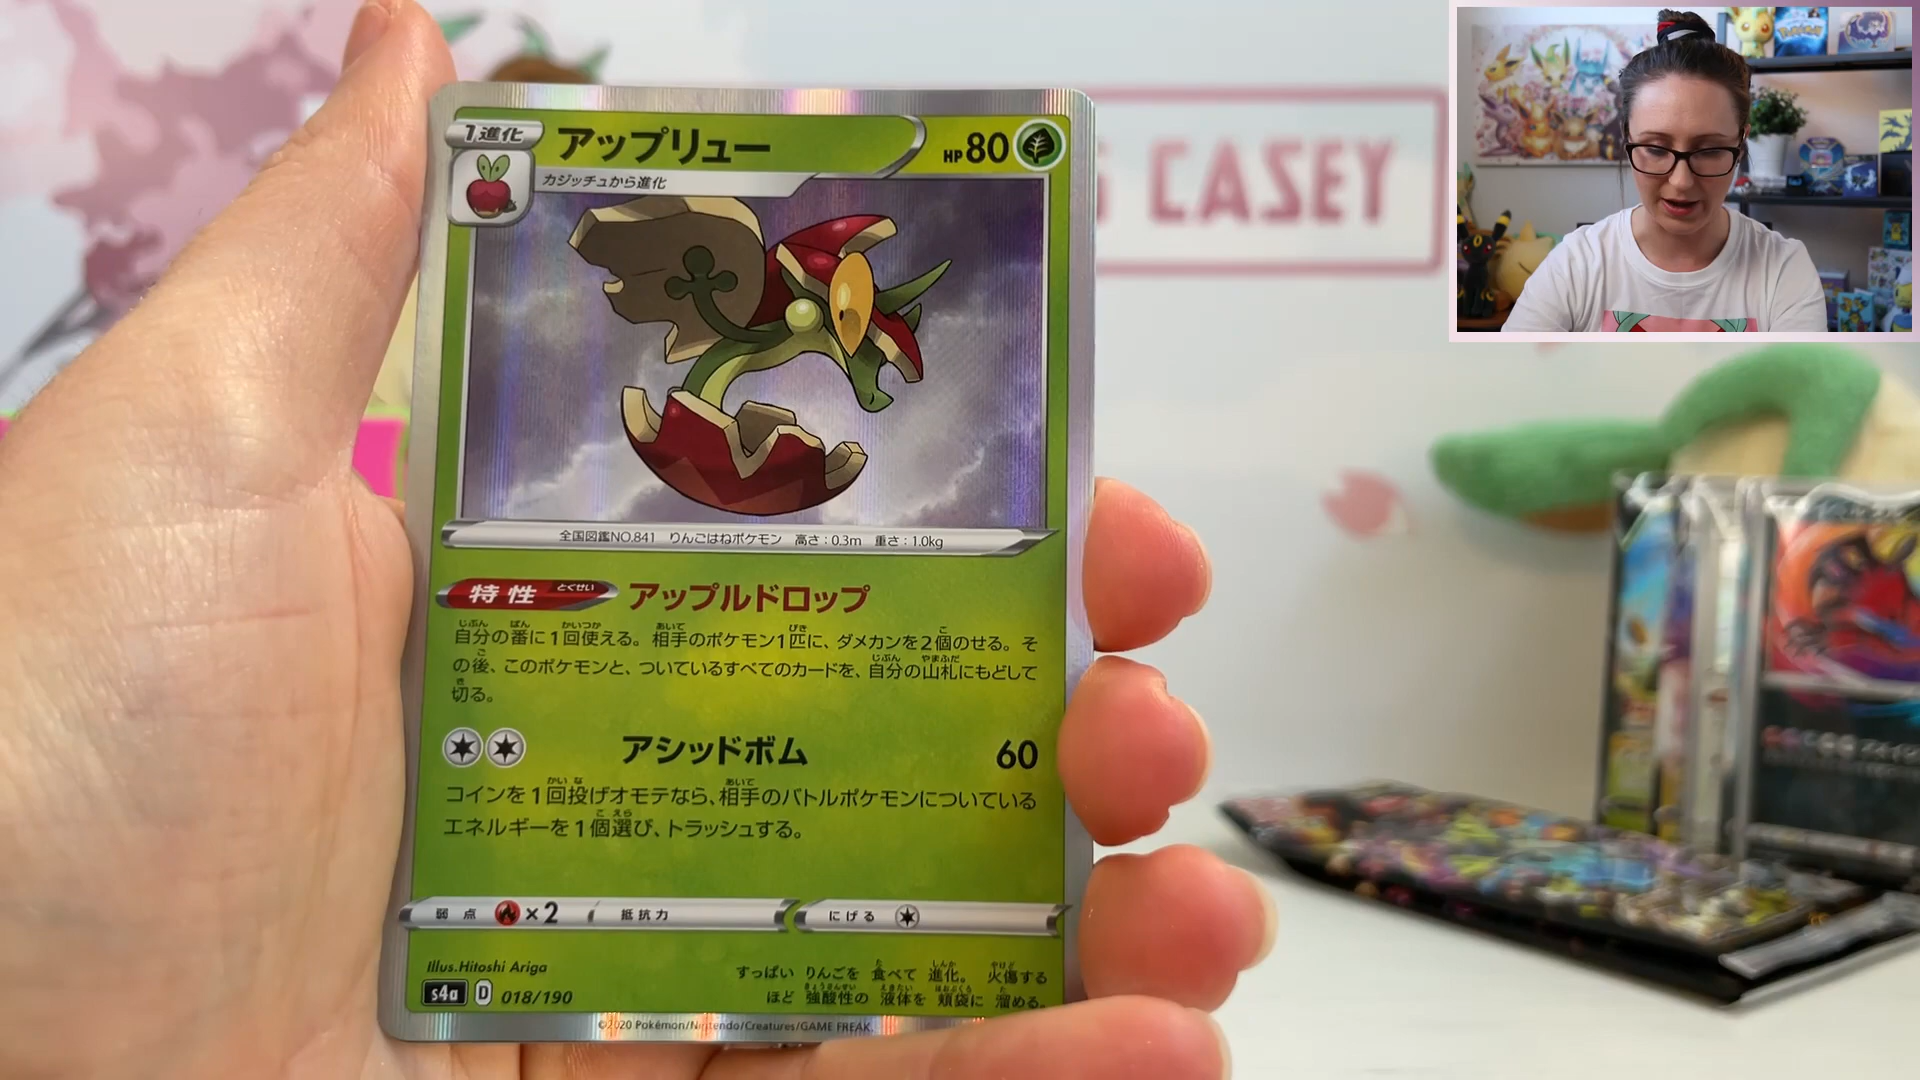 1進化
アップリュー
HP80
カジッチュから進化
CASEY
全国図鑑NO.841 りんごはねポケモン 高さ:0.3m 重さ:1.0kg
特性 とくせい アップルドロップ
自分の番に1回使える。相手のポケモン1匹に、ダメカンを2個のせる。そ
の後、このポケモンと、ついているすべてのカードを、自分の山札にもどして
切る。
アシッドボム 60
コインを1回投げオモテなら、相手のバトルポケモンについている
エネルギーを1個選び、トラッシュする。
弱点 ×2 抵抗力 にげる
Illus.Hitoshi Ariga
すっぱい りんごを 食べて 進化。 火傷する
s4a D 018/190
ほど 強酸性の 液体を 頬袋に 溜める。
©2020 Pokémon/Nintendo/Creatures/GAME FREAK.